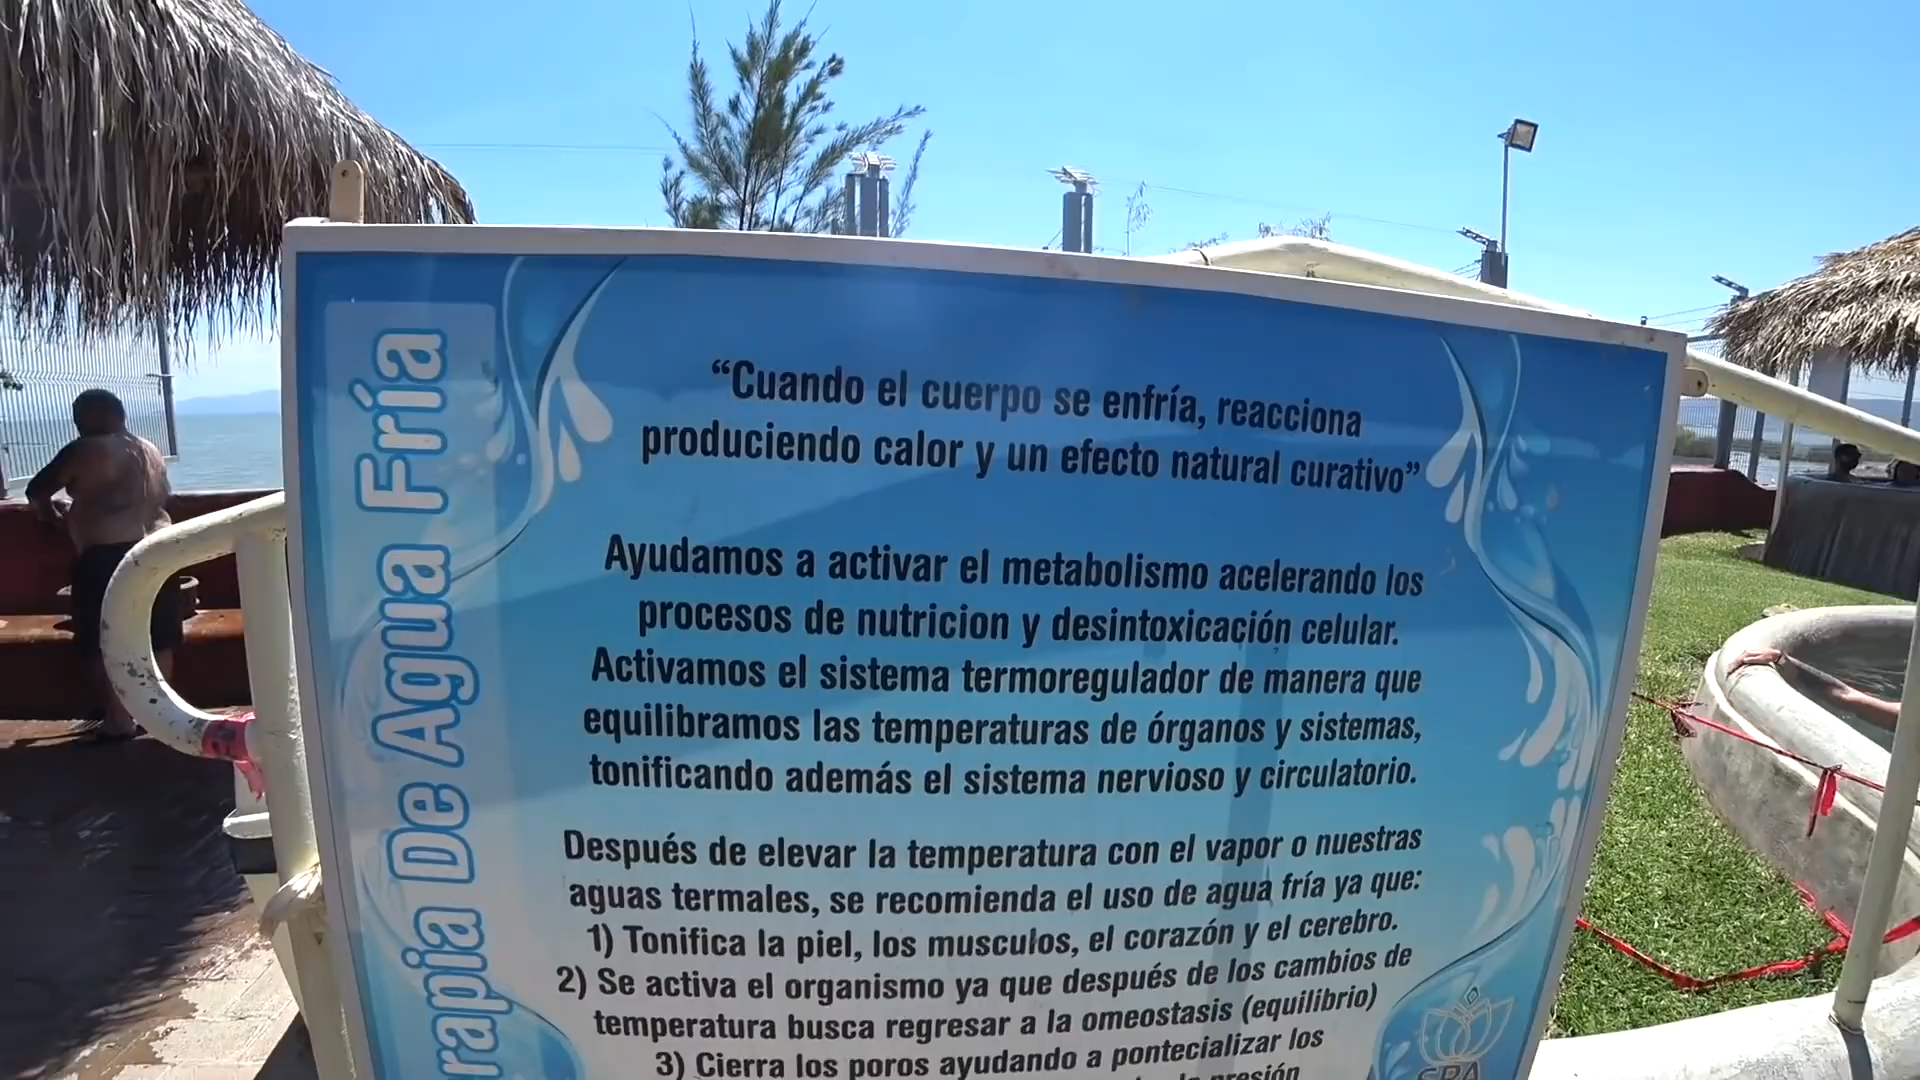 “Cuando el cuerpo se enfría, reacciona
produciendo calor y un efecto natural curativo”
Ayudamos a activar el metabolismo acelerando los
procesos de nutricion y desintoxicación celular.
Activamos el sistema termoregulador de manera que
equilibramos las temperaturas de órganos y sistemas,
tonificando además el sistema nervioso y circulatorio.
Después de elevar la temperatura con el vapor o nuestras
aguas termales, se recomienda el uso de agua fría ya que:
1) Tonifica la piel, los musculos, el corazón y el cerebro.
2) Se activa el organismo ya que después de los cambios de
temperatura busca regresar a la omeostasis (equilibrio)
3) Cierra los poros ayudando a pontecializar los
presión
rapia De Agua Fría
SPA